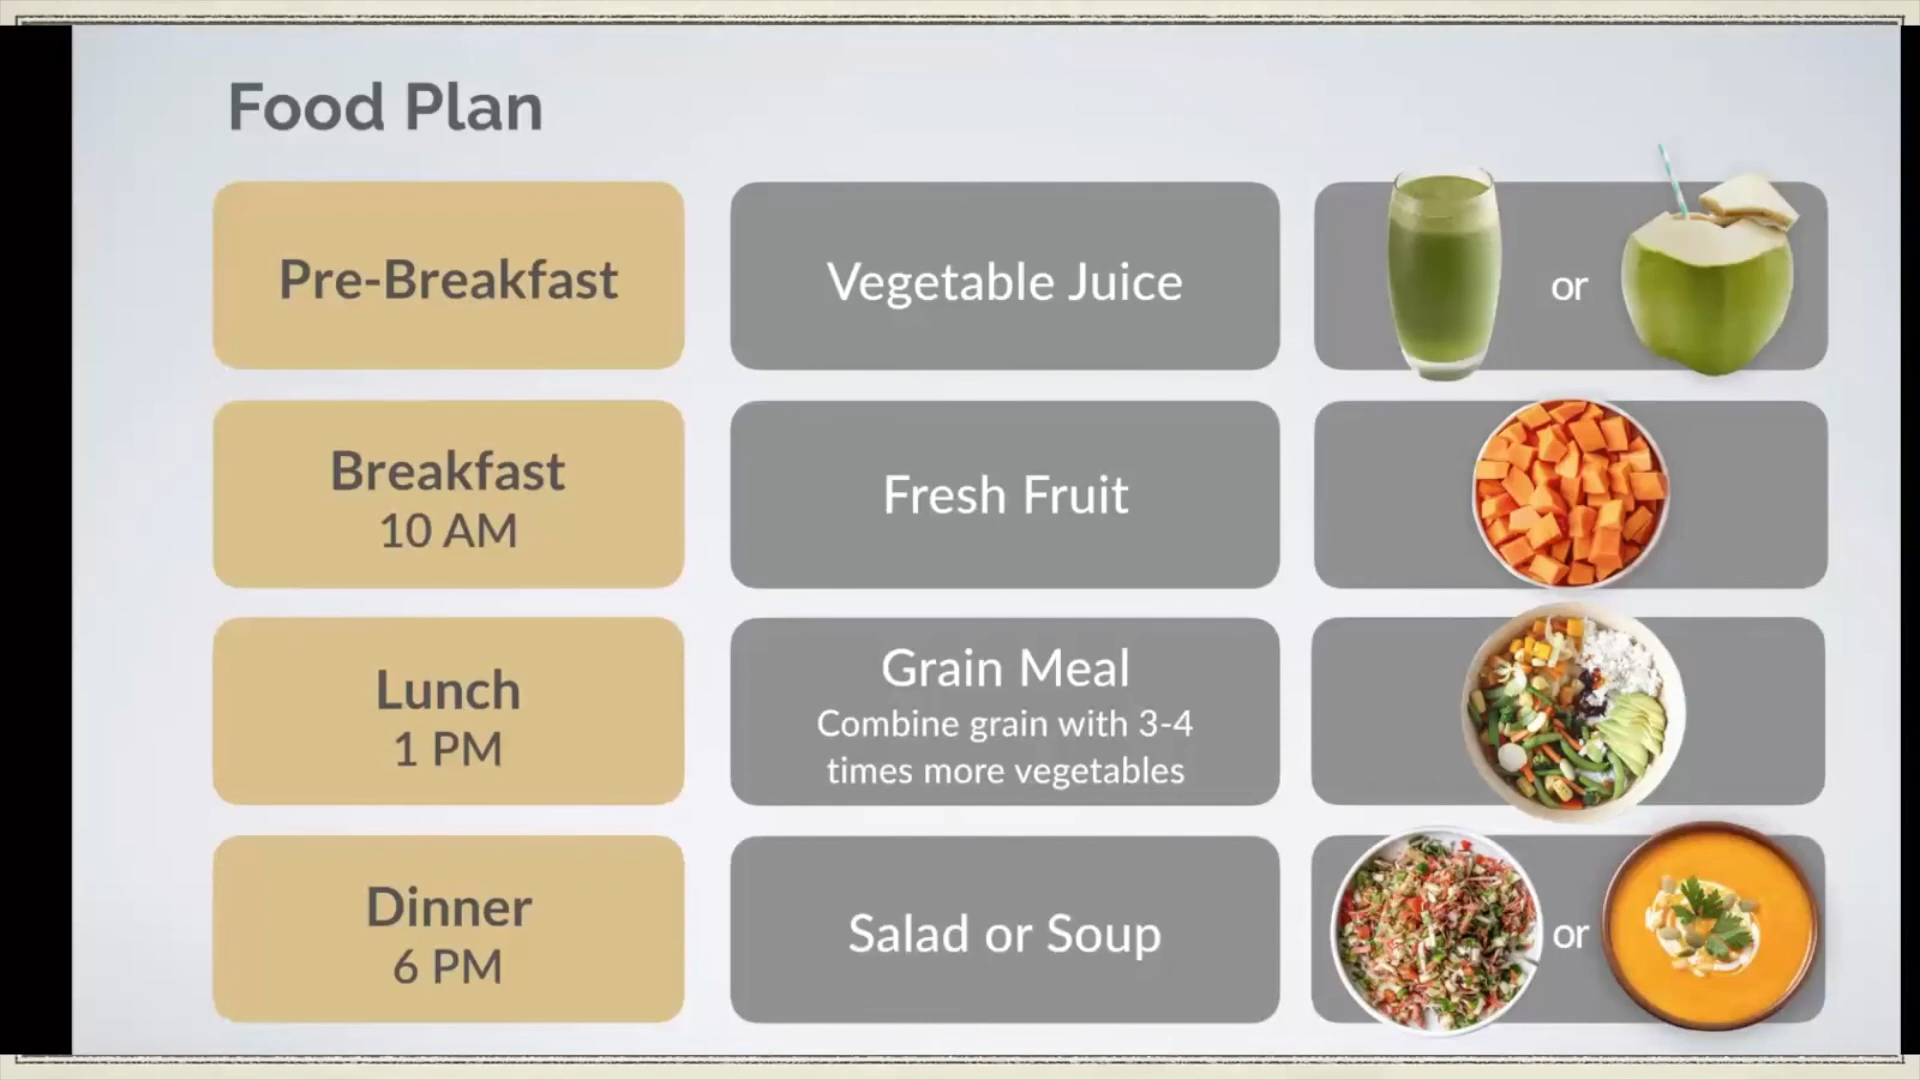 Food Plan
Pre-Breakfast
Vegetable Juice
or
Breakfast
10 AM
Fresh Fruit
Lunch
1 PM
Grain Meal
Combine grain with 3-4
times more vegetables
Dinner
6 PM
Salad or Soup
or